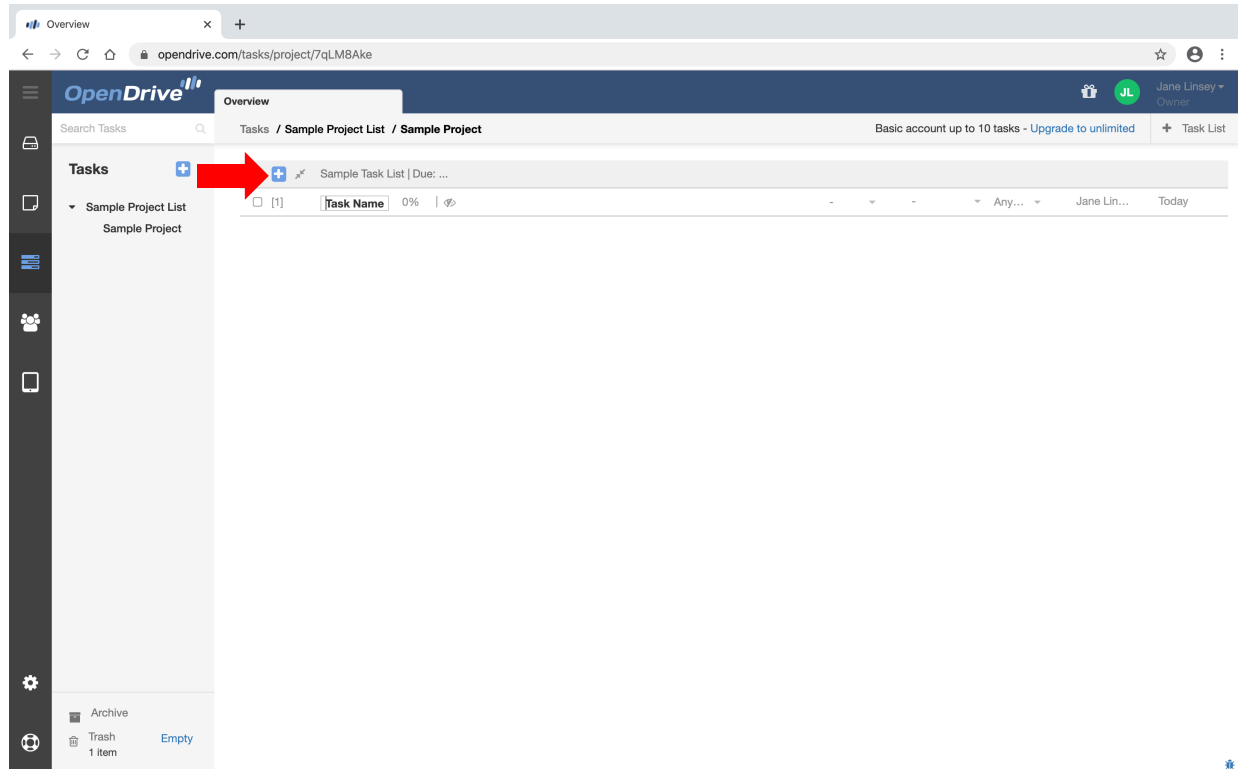 Overview
opendrive.com/tasks/project/7qLM8Ake
OpenDrive
Overview
JL
Jane Linsey
Owner
Search Tasks
Tasks / Sample Project List / Sample Project
Basic account up to 10 tasks - Upgrade to unlimited
+ Task List
Tasks
Sample Task List | Due: ...
[1] Task Name 0% | - - Any... Jane Lin... Today
Sample Project List
Sample Project
Archive
Trash
Empty
1 item